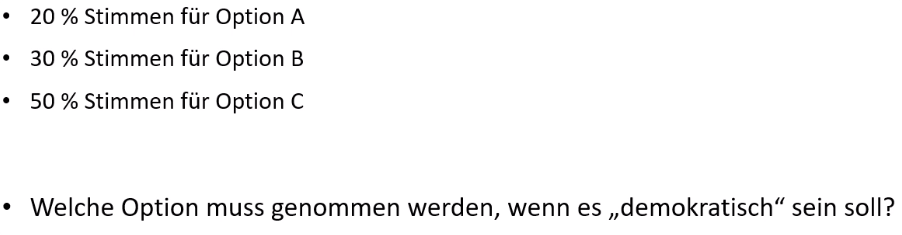 • 20 % Stimmen für Option A
• 30 % Stimmen für Option B
• 50 % Stimmen für Option C
• Welche Option muss genommen werden, wenn es „demokratisch“ sein soll?